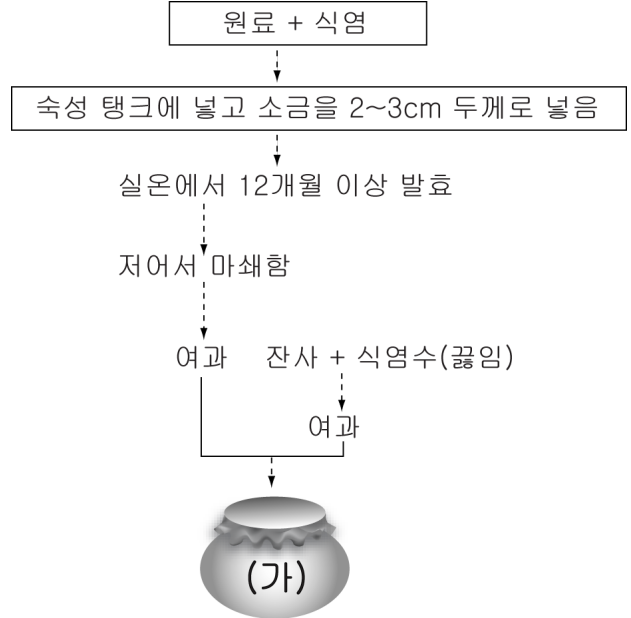 원료 + 식염
숙성 탱크에 넣고 소금을 2~3cm 두께로 넣음
실온에서 12개월 이상 발효
저어서 마쇄함
여과 잔사 + 식염수(끓임)
여과
(가)